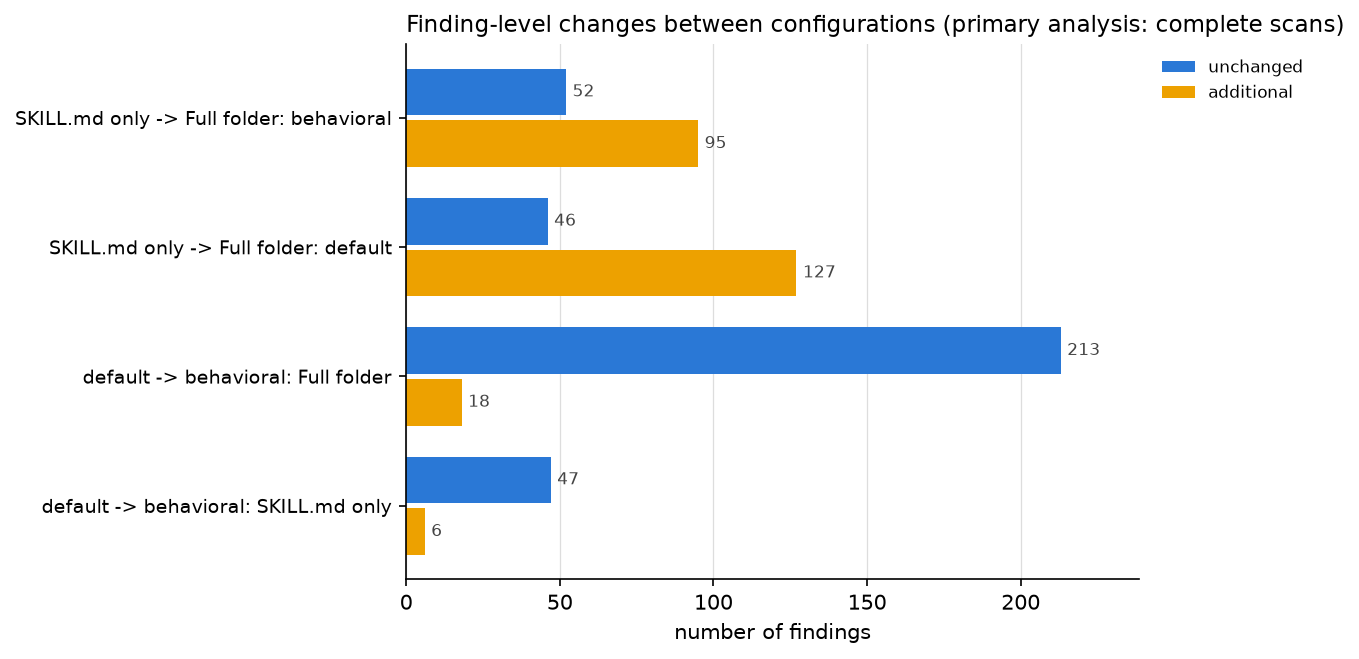 Finding-level changes between configurations (primary analysis: complete scans)
unchanged
additional
SKILL.md only -> Full folder: behavioral
52
95
SKILL.md only -> Full folder: default
46
127
default -> behavioral: Full folder
213
18
default -> behavioral: SKILL.md only
47
6
0 50 100 150 200
number of findings